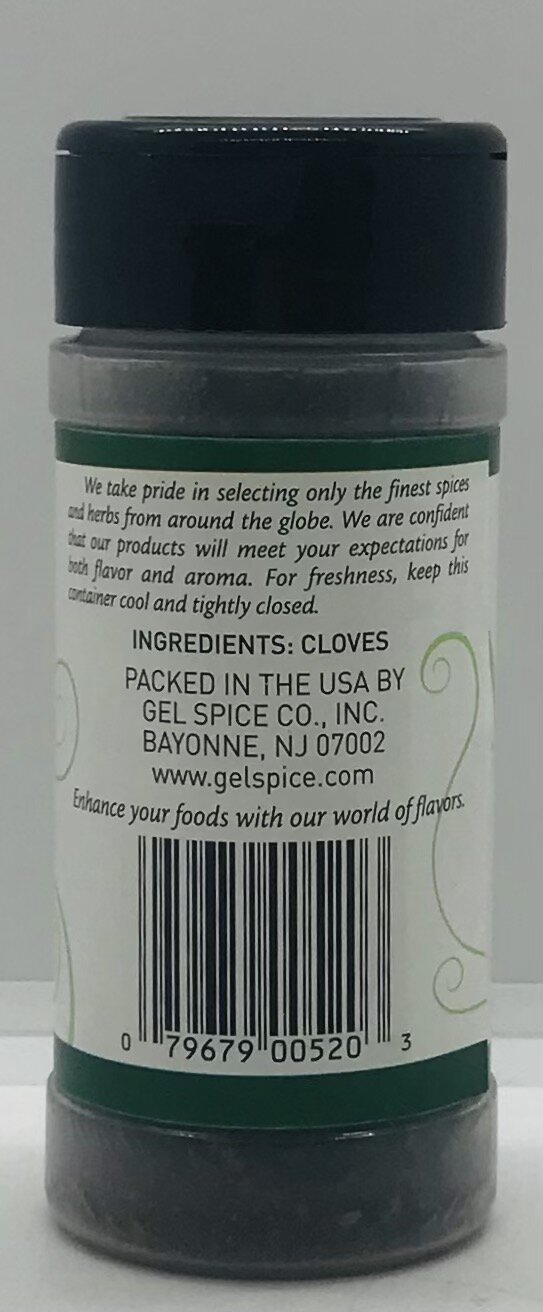 We take pride in selecting only the finest spices
and herbs from around the globe. We are confident
that our products will meet your expectations for
both flavor and aroma. For freshness, keep this
container cool and tightly closed.
INGREDIENTS: CLOVES
PACKED IN THE USA BY
GEL SPICE CO., INC.
BAYONNE, NJ 07002
www.gelspice.com
Enhance your foods with our world of flavors.
0 79679 00520 3